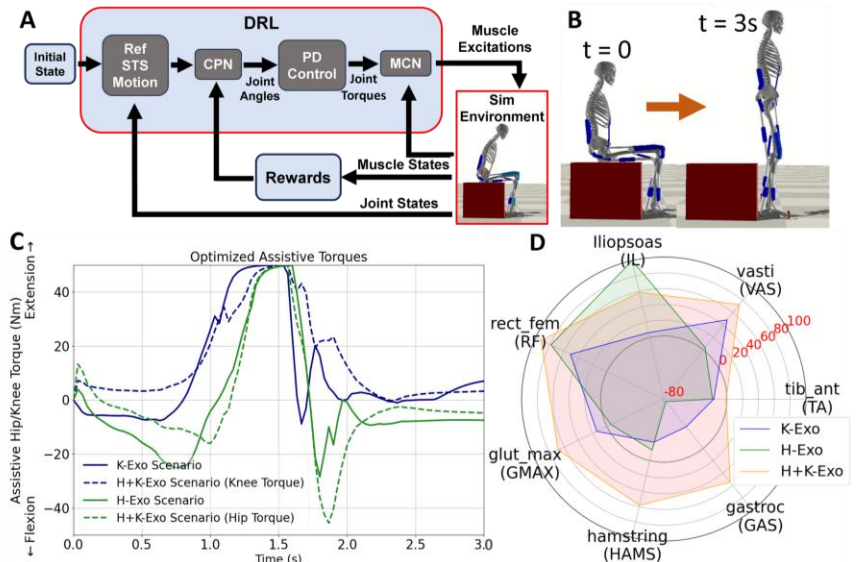 A
DRL
Initial
State
Ref
STS
Motion
CPN
Joint
Angles
PD
Control
Joint
Torques
MCN
Muscle
Excitations
Sim
Environment
Muscle States
Rewards
Joint States
B
t = 0
t = 3s
C
Optimized Assistive Torques
Assistive Hip/Knee Torque (Nm)
Extension→
← Flexion
40
20
0
−20
−40
K-Exo Scenario
H+K-Exo Scenario (Knee Torque)
H-Exo Scenario
H+K-Exo Scenario (Hip Torque)
0.0
0.5
1.0
1.5
2.0
2.5
3.0
Time (s)
D
Iliopsoas
(IL)
vasti
(VAS)
rect_fem
(RF)
0 20 40 60 80 100
-80
tib_ant
(TA)
glut_max
(GMAX)
hamstring
(HAMS)
gastroc
(GAS)
K-Exo
H-Exo
H+K-Exo